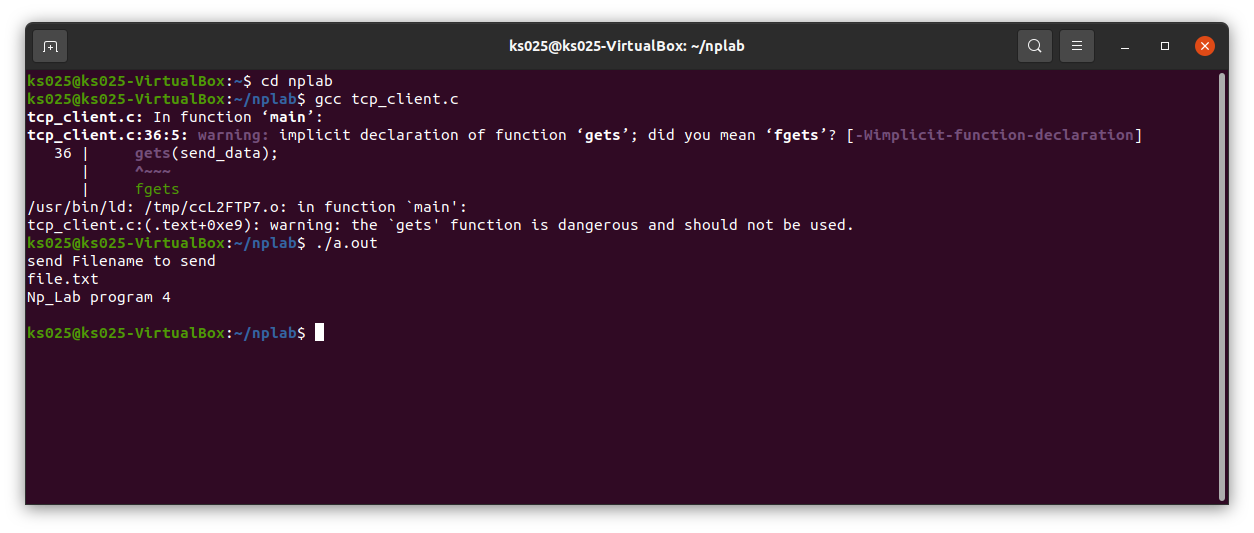 ks025@ks025-VirtualBox: ~/nplab
ks025@ks025-VirtualBox:~$ cd nplab
ks025@ks025-VirtualBox:~/nplab$ gcc tcp_client.c
tcp_client.c: In function ‘main’:
tcp_client.c:36:5: warning: implicit declaration of function ‘gets’; did you mean ‘fgets’? [-Wimplicit-function-declaration]
   36 |     gets(send_data);
      |     ^~~~
      |     fgets
/usr/bin/ld: /tmp/ccL2FTP7.o: in function `main':
tcp_client.c:(.text+0xe9): warning: the `gets' function is dangerous and should not be used.
ks025@ks025-VirtualBox:~/nplab$ ./a.out
send Filename to send
file.txt
Np_Lab program 4
ks025@ks025-VirtualBox:~/nplab$